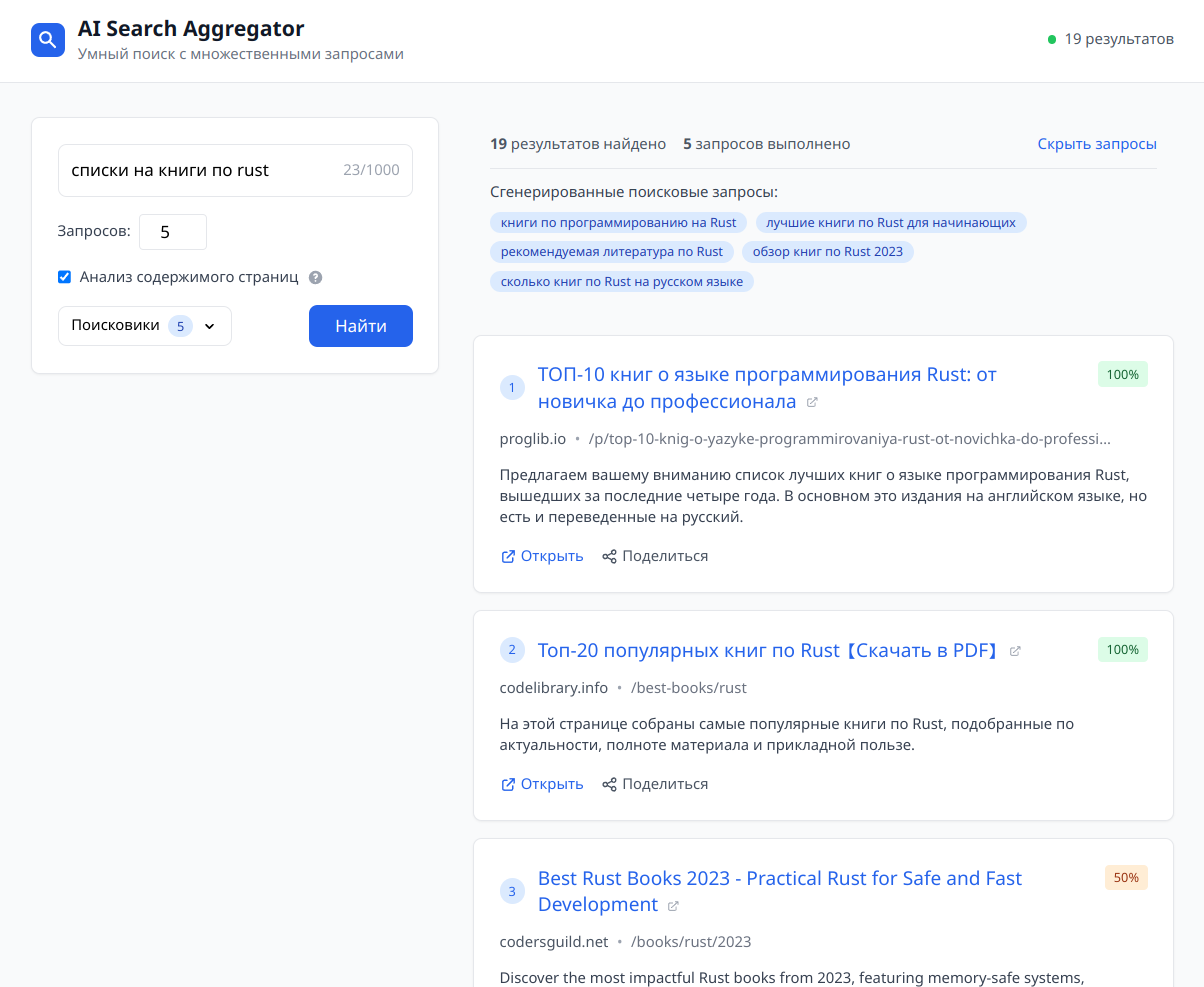 AI Search Aggregator
Умный поиск с множественными запросами
19 результатов
списки на книги по rust 23/1000
Запросов: 5
Анализ содержимого страниц ?
Поисковики 5
Найти
19 результатов найдено 5 запросов выполнено Скрыть запросы
Сгенерированные поисковые запросы:
книги по программированию на Rust лучшие книги по Rust для начинающих
рекомендуемая литература по Rust обзор книг по Rust 2023
сколько книг по Rust на русском языке
1 ТОП-10 книг о языке программирования Rust: от 100%
новичка до профессионала
proglib.io • /p/top-10-knig-o-yazyke-programmirovaniya-rust-ot-novichka-do-professi...
Предлагаем вашему вниманию список лучших книг о языке программирования Rust,
вышедших за последние четыре года. В основном это издания на английском языке, но
есть и переведенные на русский.
Открыть Поделиться
2 Топ-20 популярных книг по Rust【Скачать в PDF】 100%
codelibrary.info • /best-books/rust
На этой странице собраны самые популярные книги по Rust, подобранные по
актуальности, полноте материала и прикладной пользе.
Открыть Поделиться
3 Best Rust Books 2023 - Practical Rust for Safe and Fast 50%
Development
codersguild.net • /books/rust/2023
Discover the most impactful Rust books from 2023, featuring memory-safe systems,